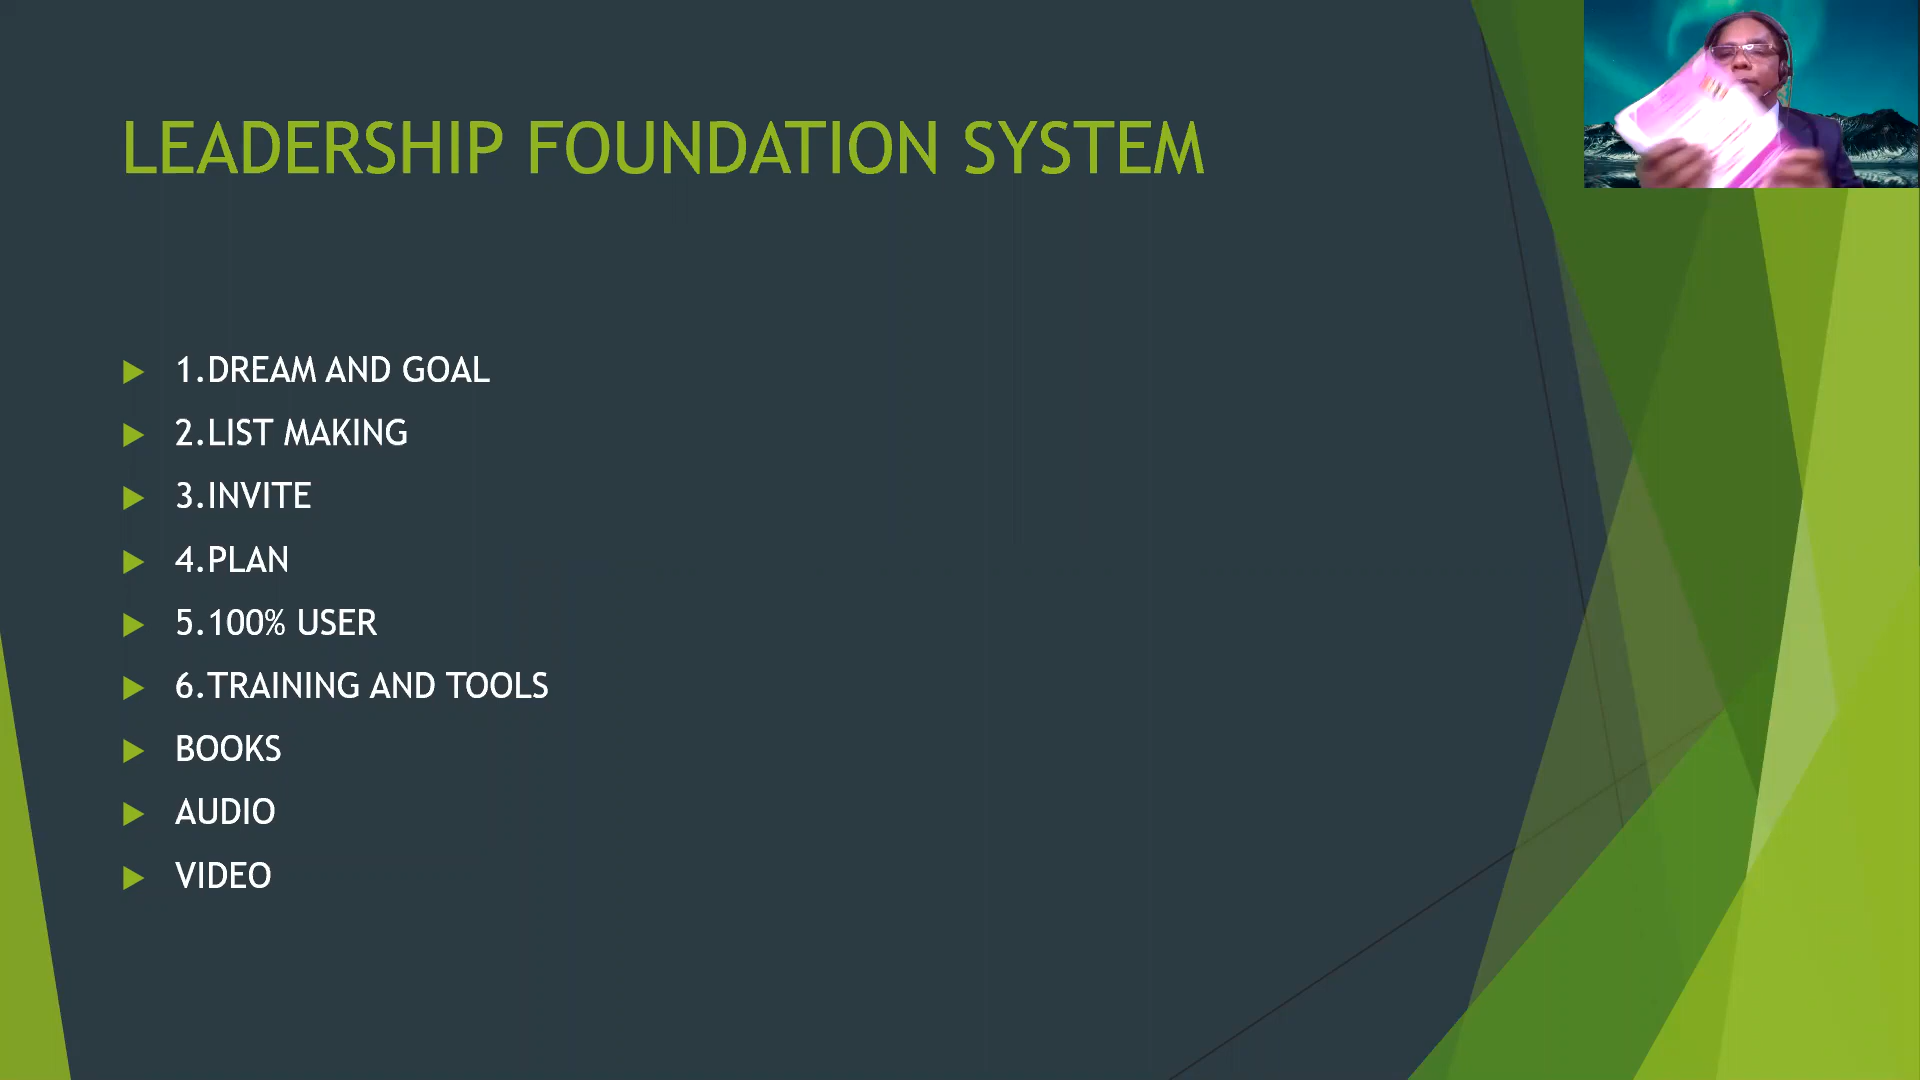 LEADERSHIP FOUNDATION SYSTEM
1.DREAM AND GOAL
2.LIST MAKING
3.INVITE
4.PLAN
5.100% USER
6.TRAINING AND TOOLS
BOOKS
AUDIO
VIDEO